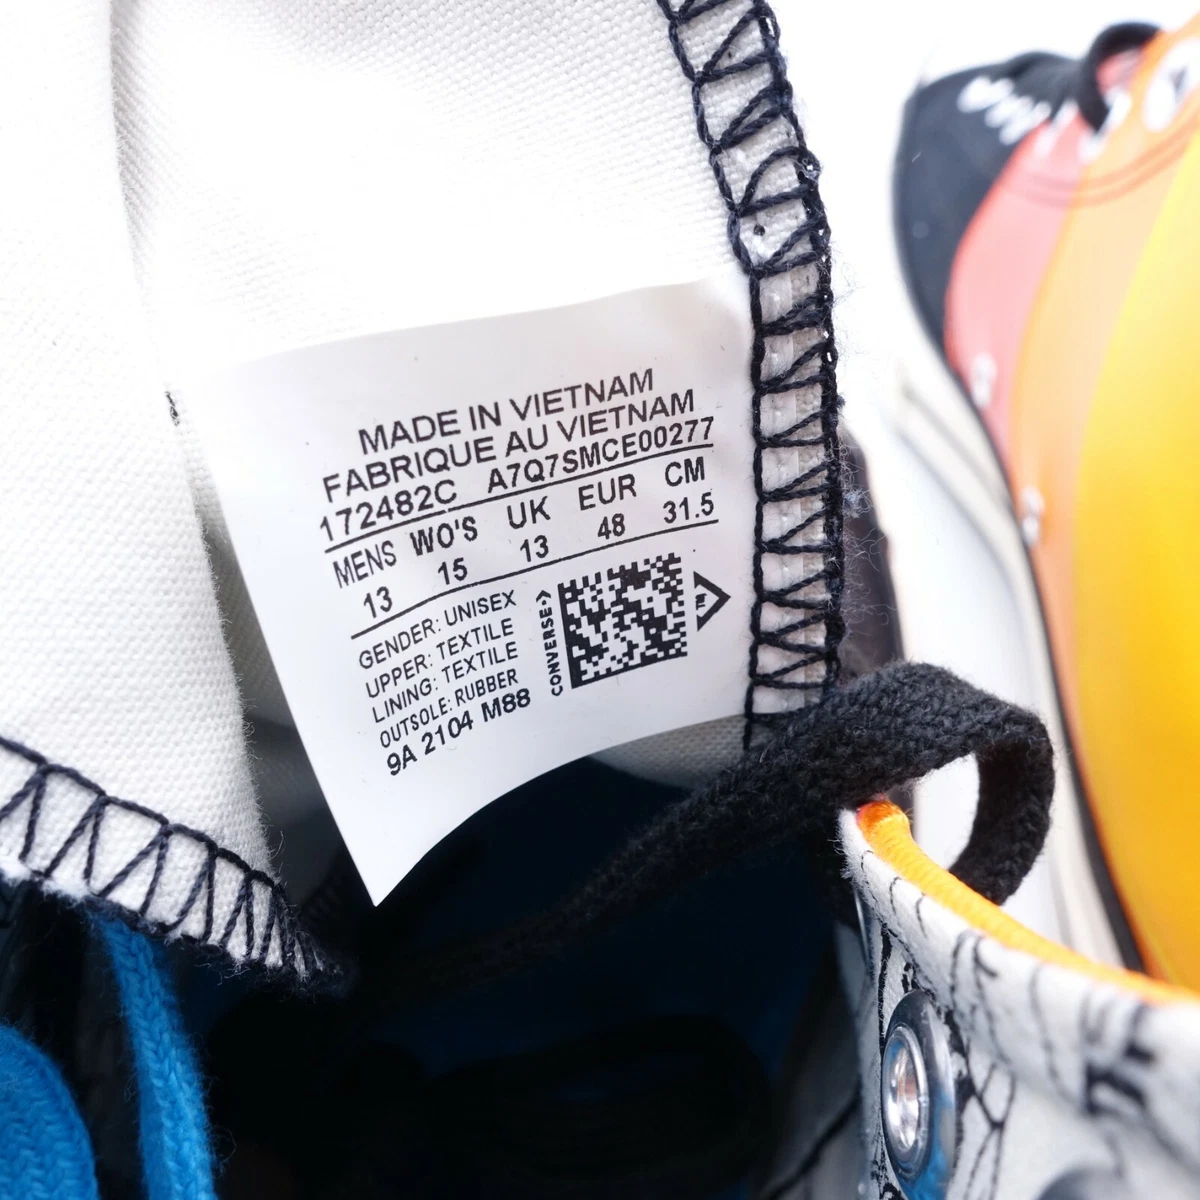 MADE IN VIETNAM
FABRIQUE AU VIETNAM
172482C A7Q7SMCE00277
MENS WO'S UK EUR CM
13 15 13 48 31.5
GENDER: UNISEX
UPPER: TEXTILE
LINING: TEXTILE
OUTSOLE: RUBBER
9A 2104 M88
CONVERSE